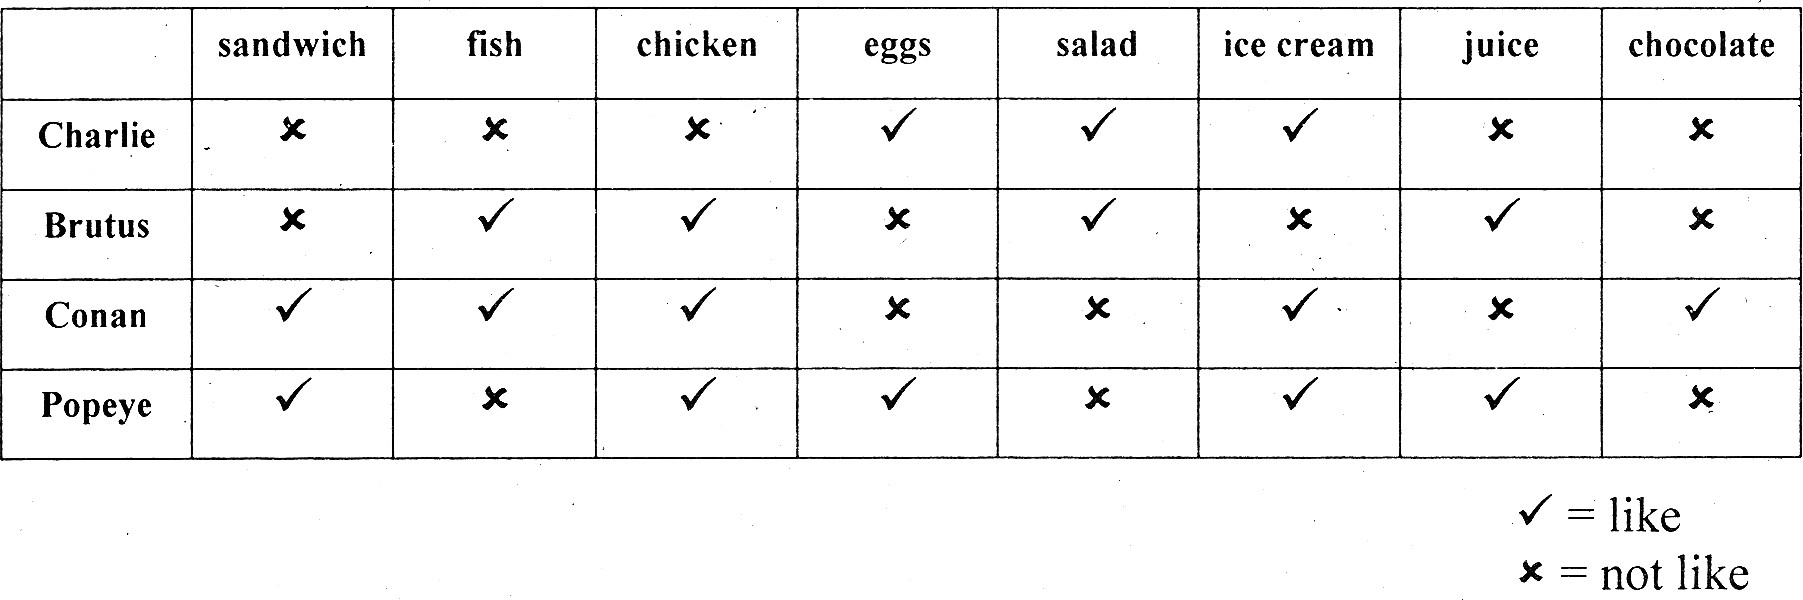 sandwich fish chicken eggs salad ice cream juice chocolate
Charlie ✗ ✗ ✗ ✓ ✓ ✓ ✗ ✗
Brutus ✗ ✓ ✓ ✗ ✓ ✗ ✓ ✗
Conan ✓ ✓ ✓ ✗ ✗ ✓ ✗ ✓
Popeye ✓ ✗ ✓ ✓ ✗ ✓ ✓ ✗
✓ = like
✗ = not like